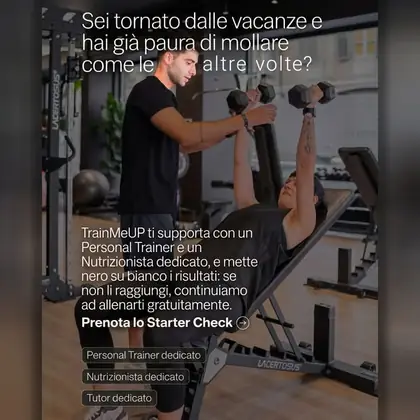 Sei tornato dalle vacanze e
hai già paura di mollare
come le altre volte?
LACERTOSUS
TrainMeUP ti supporta con un
Personal Trainer e un
Nutrizionista dedicato, e mette
nero su bianco i risultati: se
non li raggiungi, continuiamo
ad allenarti gratuitamente.
Prenota lo Starter Check
Personal Trainer dedicato
LACERTOSUS
Nutrizionista dedicato
Tutor dedicato